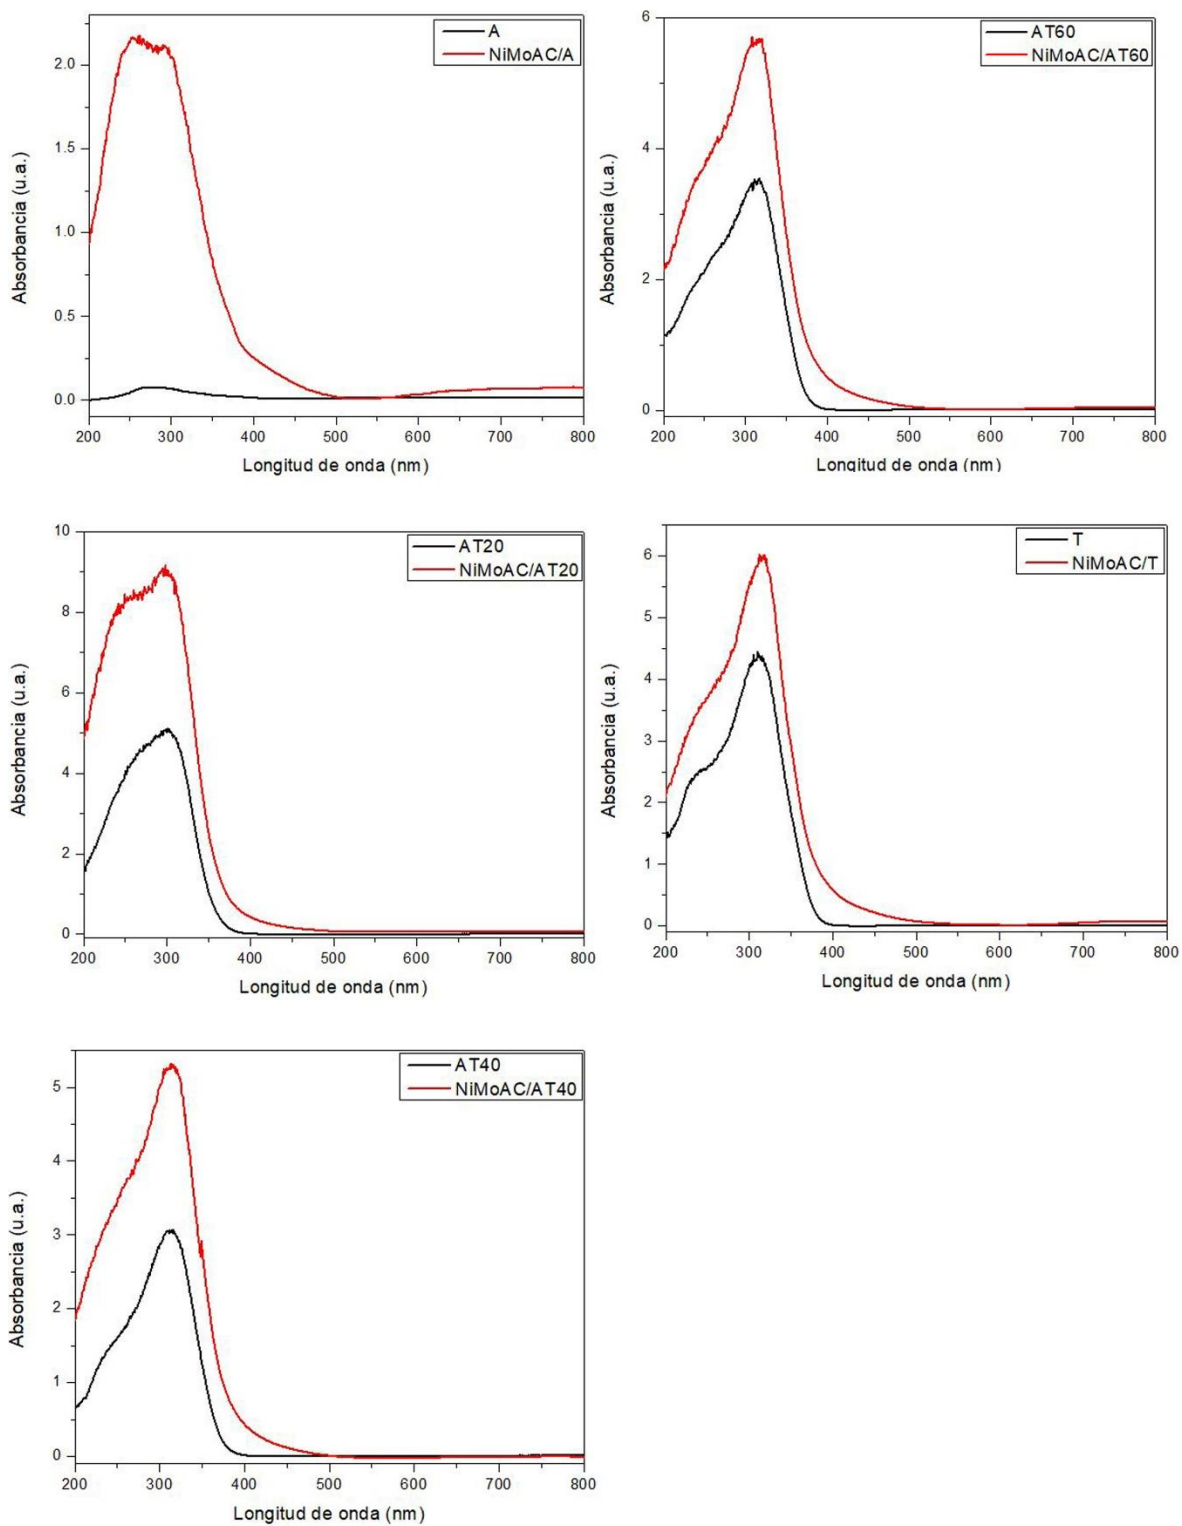 A
NiMoAC/A
2.0
1.5
1.0
0.5
0.0
Absorbancia (u.a.)
200 300 400 500 600 700 800
Longitud de onda (nm)
AT60
NiMoAC/AT60
6
4
2
0
Absorbancia (u.a.)
200 300 400 500 600 700 800
Longitud de onda (nm)
AT20
NiMoAC/AT20
10
8
6
4
2
0
Absorbancia (u.a.)
200 300 400 500 600 700 800
Longitud de onda (nm)
T
NiMoAC/T
6
5
4
3
2
1
0
Absorbancia (u.a.)
200 300 400 500 600 700 800
Longitud de onda (nm)
AT40
NiMoAC/AT40
5
4
3
2
1
0
Absorbancia (u.a.)
200 300 400 500 600 700 800
Longitud de onda (nm)